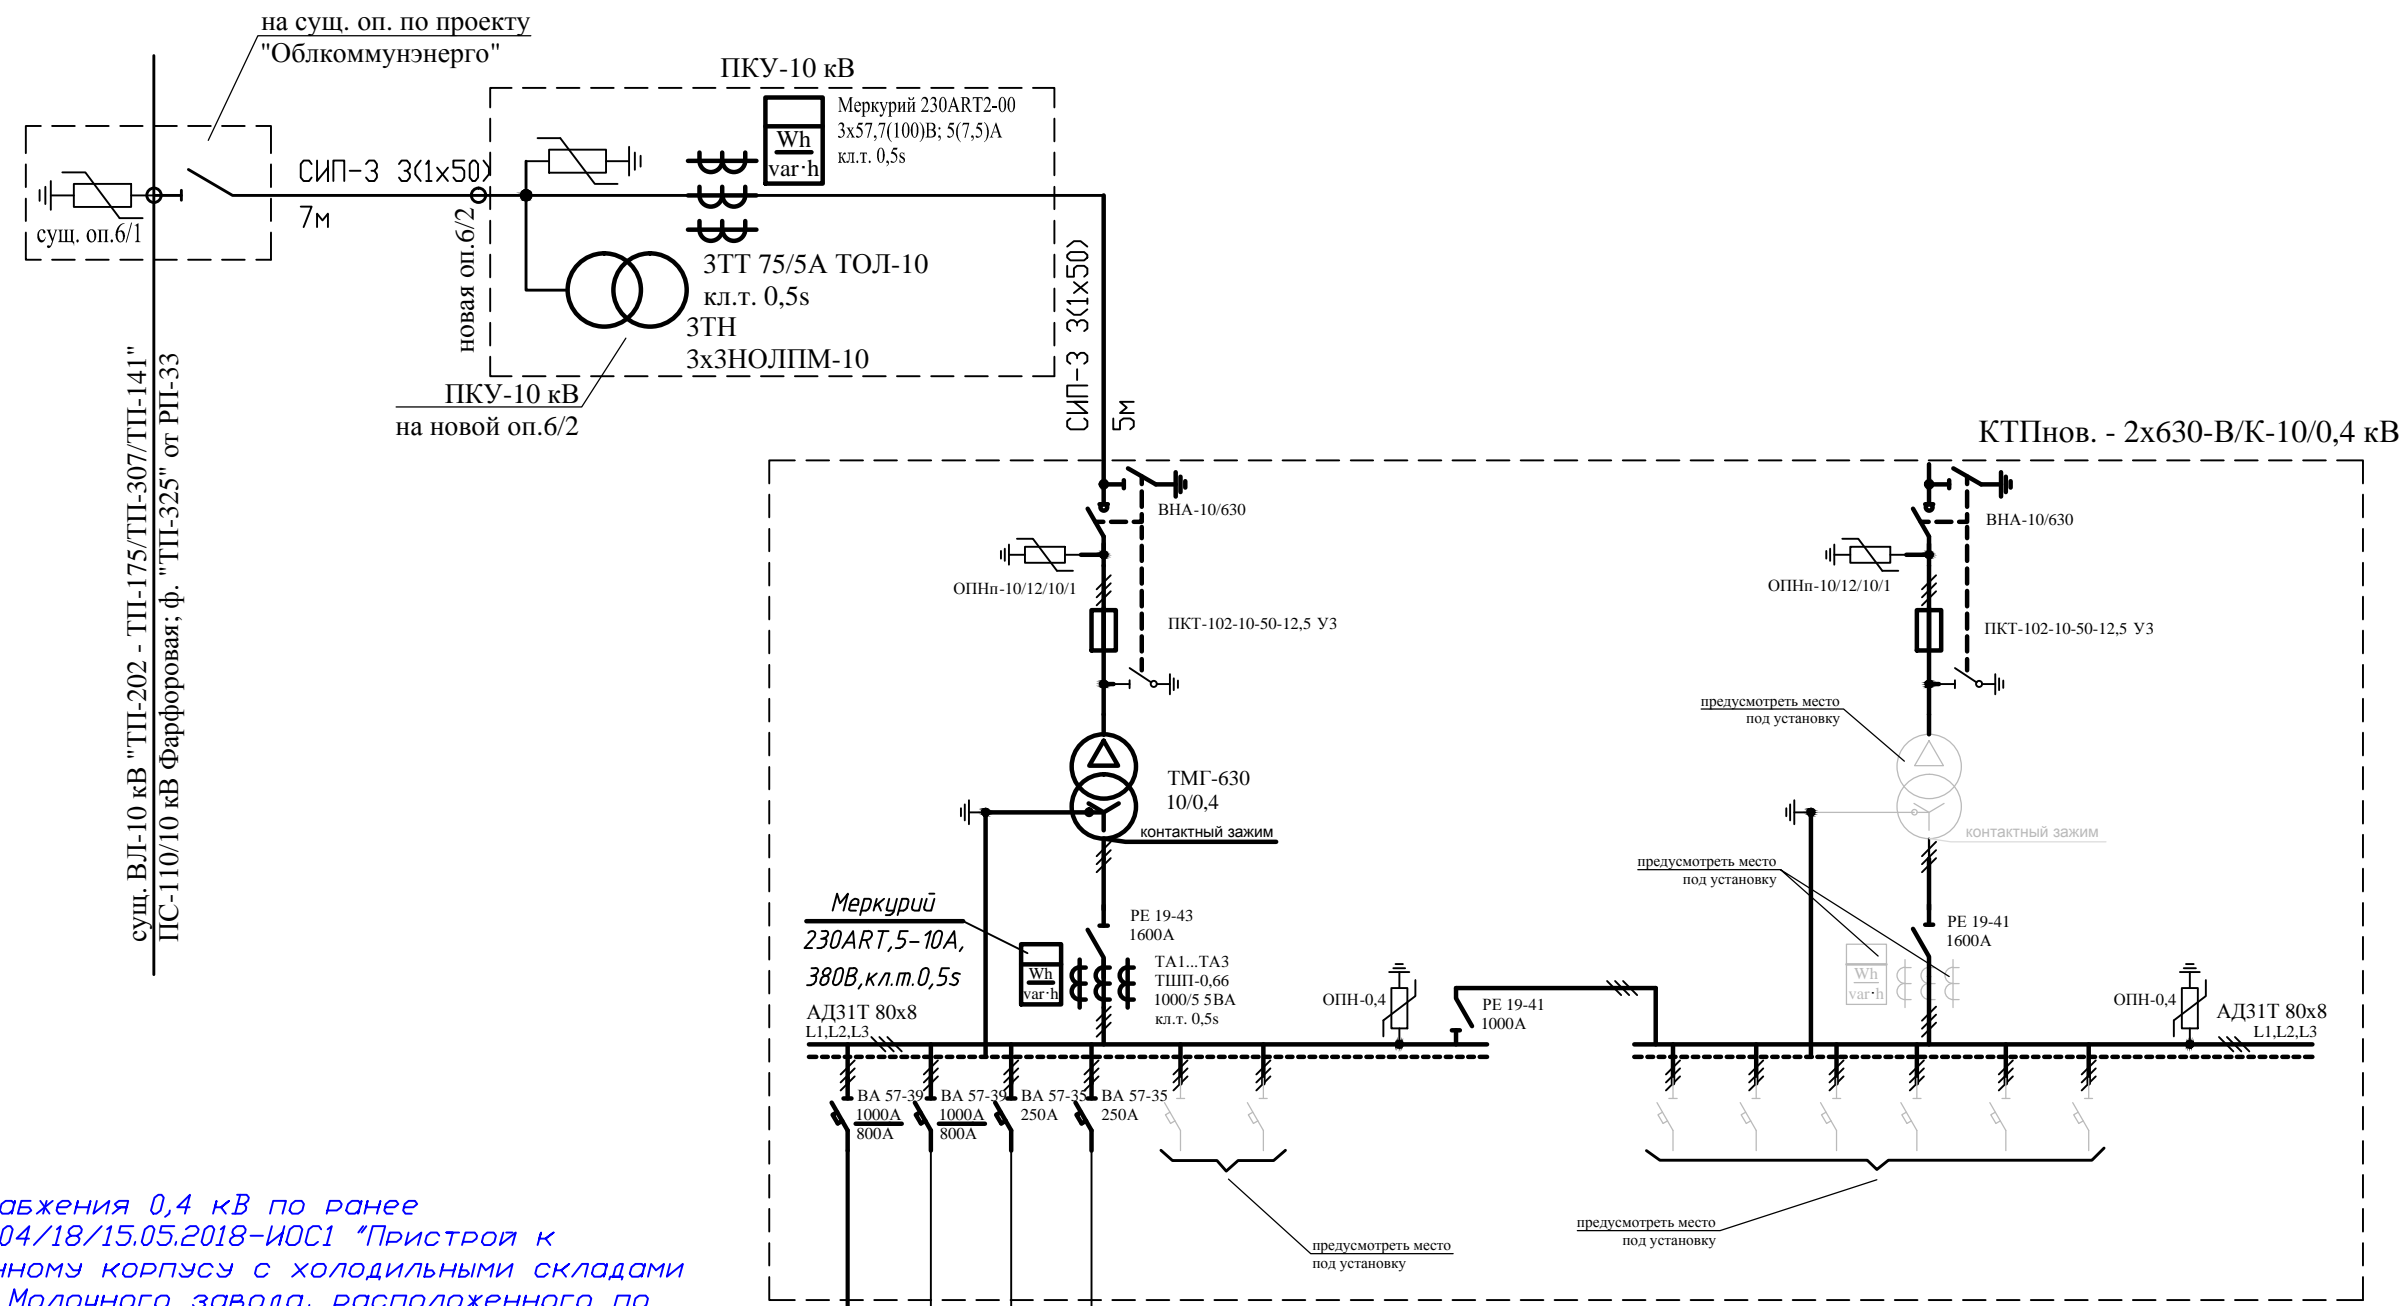 на сущ. оп. по проекту
"Облкоммунэнерго"
ПКУ-10 кВ
Меркурий 230ART2-00
3х57,7(100)В; 5(7,5)А
кл.т. 0,5s
Wh
var·h
СИП-3 3(1х50)
7м
сущ. оп.6/1
новая оп.6/2
3ТТ 75/5А ТОЛ-10
кл.т. 0,5s
3ТН
3х3НОЛПМ-10
ПКУ-10 кВ
на новой оп.6/2
СИП-3 3(1х50)
5м
сущ. ВЛ-10 кВ "ТП-202 - ТП-175/ТП-307/ТП-141"
ПС-110/10 кВ Фарфоровая; ф. "ТП-325" от РП-33
КТПнов. - 2х630-В/К-10/0,4 кВ
ВНА-10/630
ОПНп-10/12/10/1
ПКТ-102-10-50-12,5 У3
ТМГ-630
10/0,4
контактный зажим
Меркурий
230ART,5-10А,
380В,кл.т.0,5s
Wh
var·h
РЕ 19-43
1600А
ТА1...ТА3
ТШП-0,66
1000/5 5ВА
кл.т. 0,5s
АД31Т 80х8
L1,L2,L3
ОПН-0,4
РЕ 19-41
1000А
ВА 57-39
1000А
800А
ВА 57-39
1000А
800А
ВА 57-35
250А
ВА 57-35
250А
предусмотреть место
под установку
ВНА-10/630
ОПНп-10/12/10/1
ПКТ-102-10-50-12,5 У3
предусмотреть место
под установку
контактный зажим
предусмотреть место
под установку
РЕ 19-41
1600А
Wh
var·h
ОПН-0,4
АД31Т 80х8
L1,L2,L3
предусмотреть место
под установку
абжения 0,4 кВ по ранее
04/18/15.05.2018-ИОС1 "Пристрой к
нному корпусу с холодильными складами
Молочного завода, расположенного по